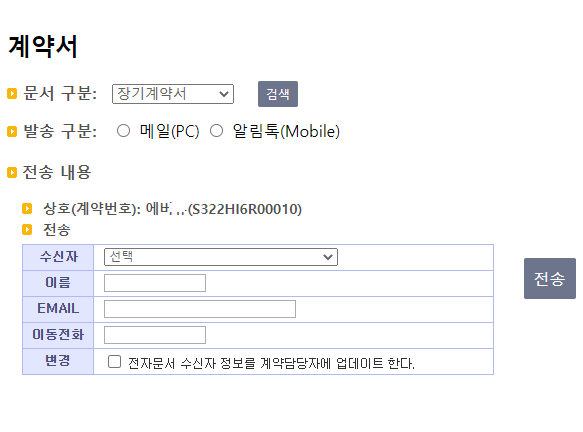 계약서
문서 구분: 장기계약서 검색
발송 구분: 메일(PC) 알림톡(Mobile)
전송 내용
상호(계약번호): (S322HI6R00010)
전송
수신자 선택
이름
EMAIL
이동전화
변경 전자문서 수신자 정보를 계약담당자에 업데이트 한다.
전송